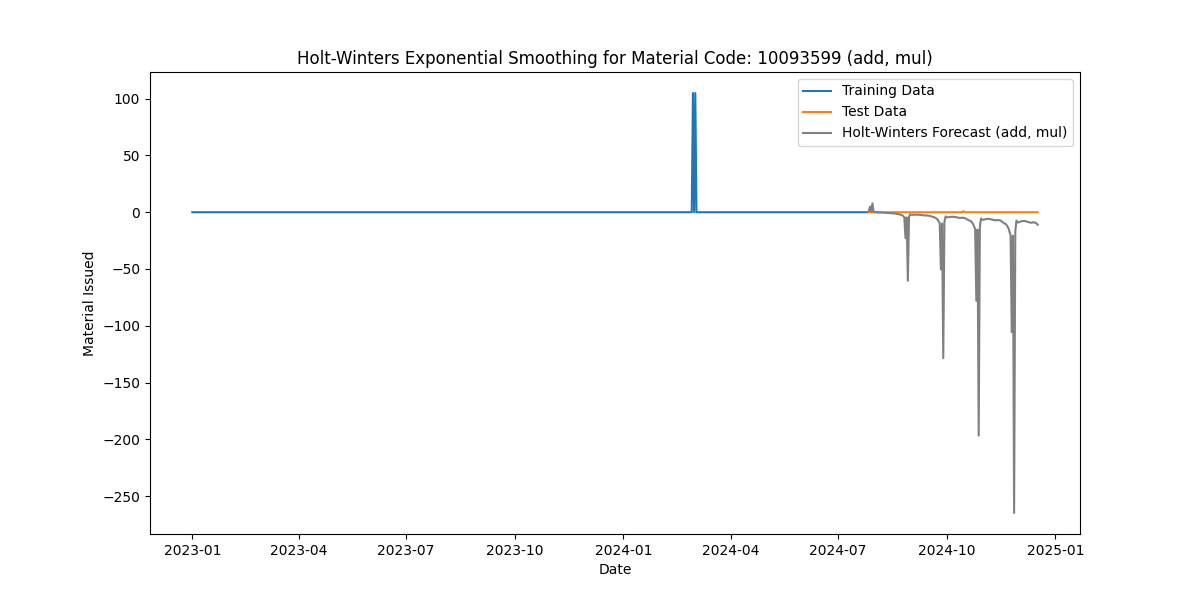 Holt-Winters Exponential Smoothing for Material Code: 10093599 (add, mul)
Training Data
Test Data
Holt-Winters Forecast (add, mul)
100
50
0
−50
−100
−150
−200
−250
Material Issued
2023-01
2023-04
2023-07
2023-10
2024-01
2024-04
2024-07
2024-10
2025-01
Date